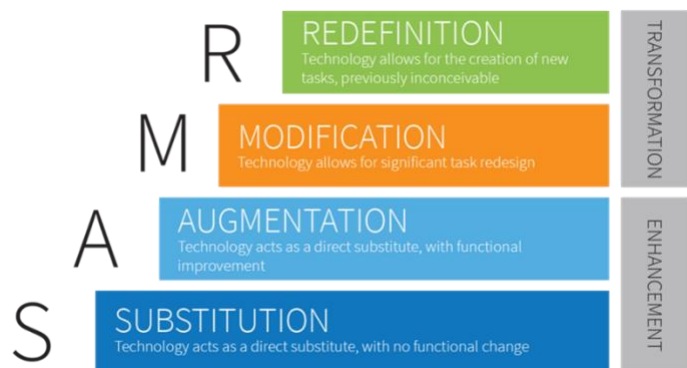 R
REDEFINITION
Technology allows for the creation of new
tasks, previously inconceivable
M
MODIFICATION
Technology allows for significant task redesign
TRANSFORMATION
A
AUGMENTATION
Technology acts as a direct substitute, with functional
improvement
S
SUBSTITUTION
Technology acts as a direct substitute, with no functional change
ENHANCEMENT